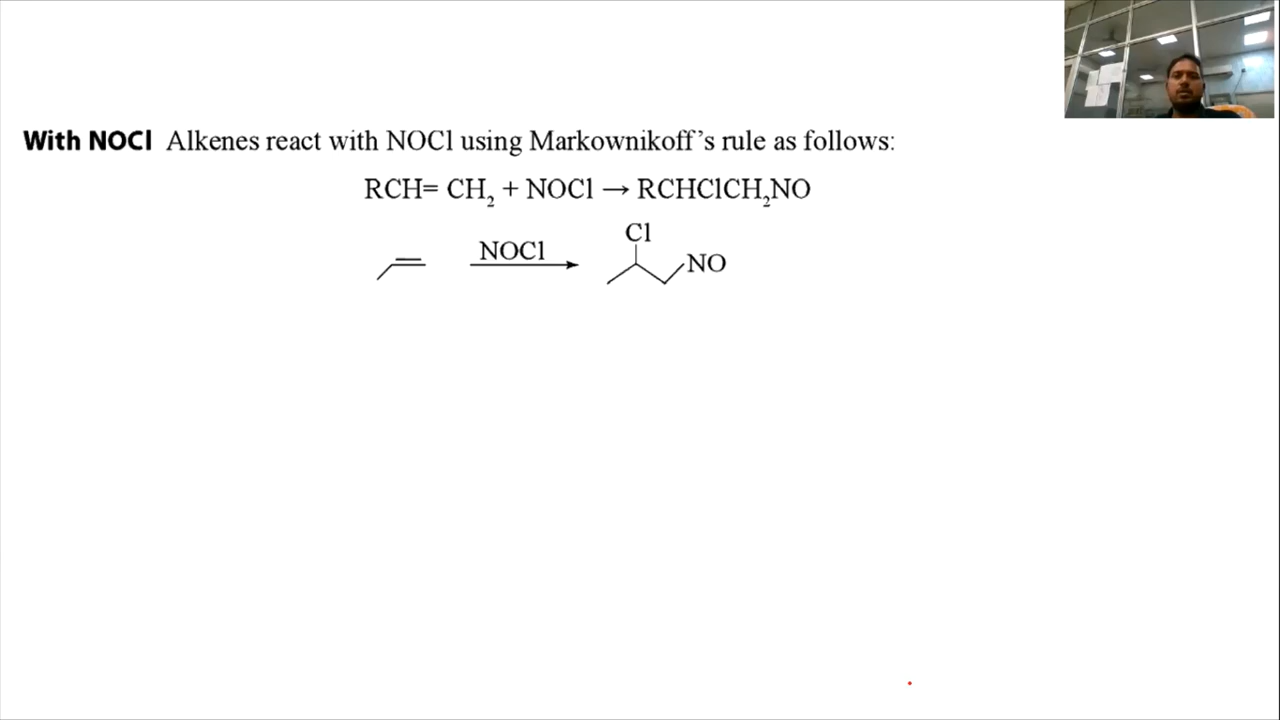 With NOCl Alkenes react with NOCl using Markownikoff’s rule as follows:
RCH= CH₂ + NOCl → RCHClCH₂NO
Cl
NOCl
NO